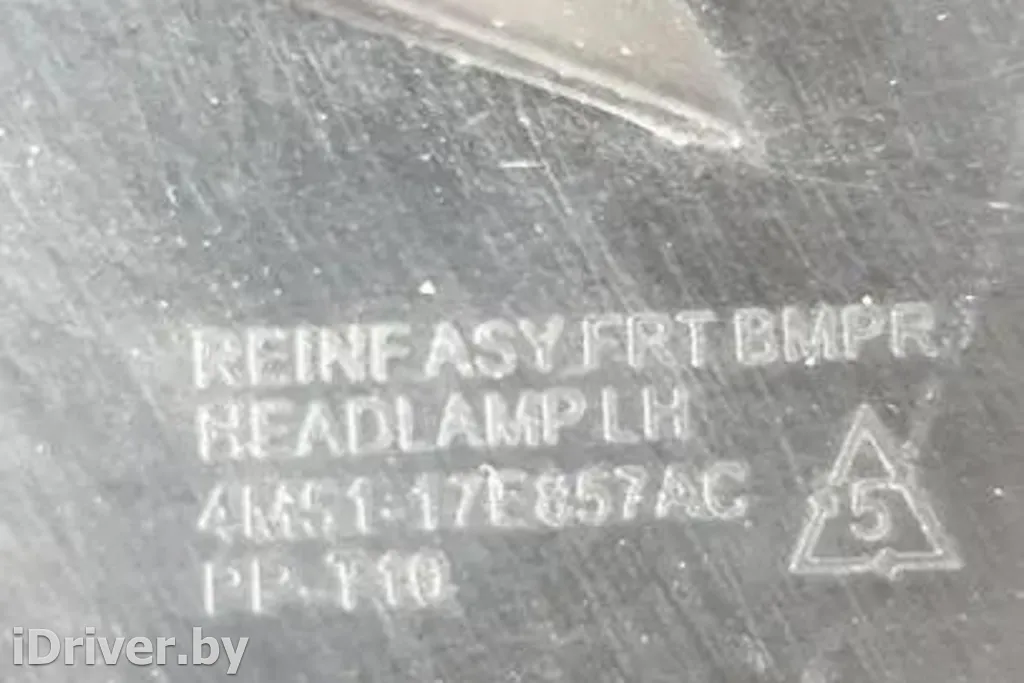 REINF ASY FRT BMPR
HEADLAMP LH
4M51-17E857AC
5
PP-T10
iDriver.by